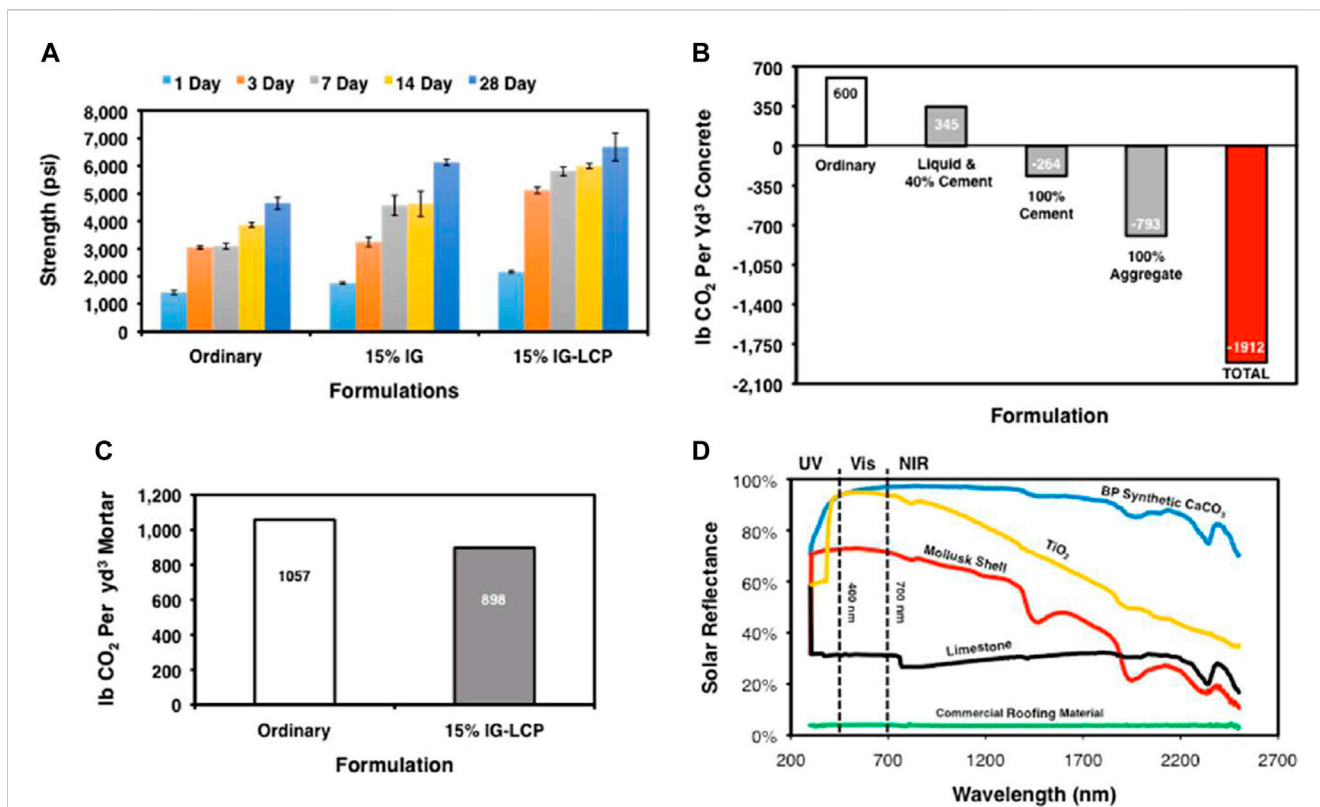 A
1 Day 3 Day 7 Day 14 Day 28 Day
8,000
7,000
6,000
5,000
4,000
3,000
2,000
1,000
0
Strength (psi)
Ordinary 15% IG 15% IG-LCP
Formulations
B
700
350
0
-350
-700
-1,050
-1,400
-1,750
-2,100
lb CO₂ Per Yd³ Concrete
600
Ordinary
345
Liquid &
40% Cement
-264
100%
Cement
-793
100%
Aggregate
-1912
TOTAL
Formulation
C
1,200
1,000
800
600
400
200
0
lb CO₂ Per yd³ Mortar
1057
898
Ordinary 15% IG-LCP
Formulation
D
UV Vis NIR
100%
80%
60%
40%
20%
0%
Solar Reflectance
BP Synthetic CaCO₃
TiO₂
Mollusk Shell
400 nm
700 nm
Limestone
Commercial Roofing Material
200 700 1200 1700 2200 2700
Wavelength (nm)